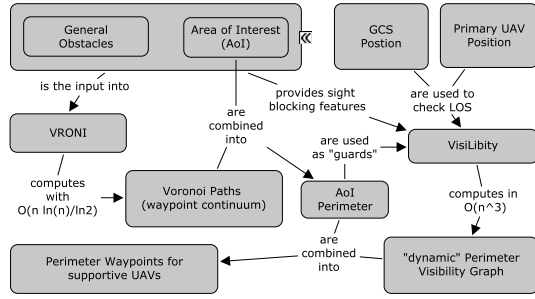 General
Obstacles
Area of Interest
(AoI)
GCS
Postion
Primary UAV
Position
is the input into
are
combined
into
provides sight
blocking features
are used to
check LOS
VRONI
are used
as "guards"
VisiLibity
computes
with
O(n ln(n)/ln2)
Voronoi Paths
(waypoint continuum)
AoI
Perimeter
computes in
O(n^3)
are
combined
into
Perimeter Waypoints for
supportive UAVs
"dynamic" Perimeter
Visibility Graph